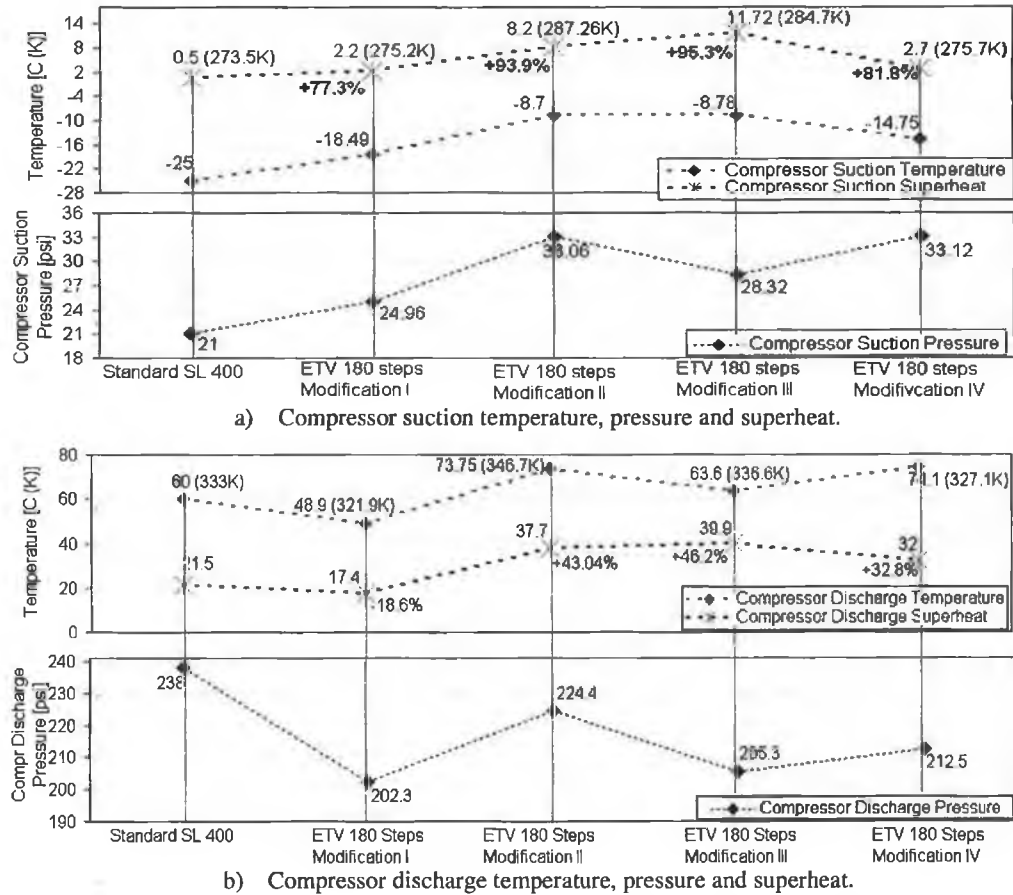 14
8
2
-4
-10
-16
-22
-28
Temperature [C (K)]
0.5 (273.5K)
2.2 (275.2K)
8.2 (287.26K)
11.72 (284.7K)
2.7 (275.7K)
+77.3%
+93.9%
+95.3%
+81.8%
-25
-18.49
-8.7
-8.78
-14.75
Compressor Suction Temperature
Compressor Suction Superheat
36
33
30
27
24
21
18
Compressor Suction
Pressure [psi]
21
24.96
33.06
28.32
33.12
Compressor Suction Pressure
Standard SL 400
ETV 180 steps
Modification I
ETV 180 steps
Modification II
ETV 180 steps
Modification III
ETV 180 steps
Modifivcation IV
a) Compressor suction temperature, pressure and superheat.
80
60
40
20
0
Temperature [C (K)]
60 (333K)
48.9 (321.9K)
73.75 (346.7K)
63.6 (336.6K)
74.1 (327.1K)
21.5
17.4
-18.6%
37.7
+43.04%
39.9
+46.2%
32
+32.8%
Compressor Discharge Temperature
Compressor Discharge Superheat
240
230
220
210
200
190
Compr Discharge
Pressure [psi]
238
202.3
224.4
205.3
212.5
Compressor Discharge Pressure
Standard SL 400
ETV 180 Steps
Modification I
ETV 180 Steps
Modification II
ETV 180 Steps
Modification III
ETV 180 Steps
Modification IV
b) Compressor discharge temperature, pressure and superheat.